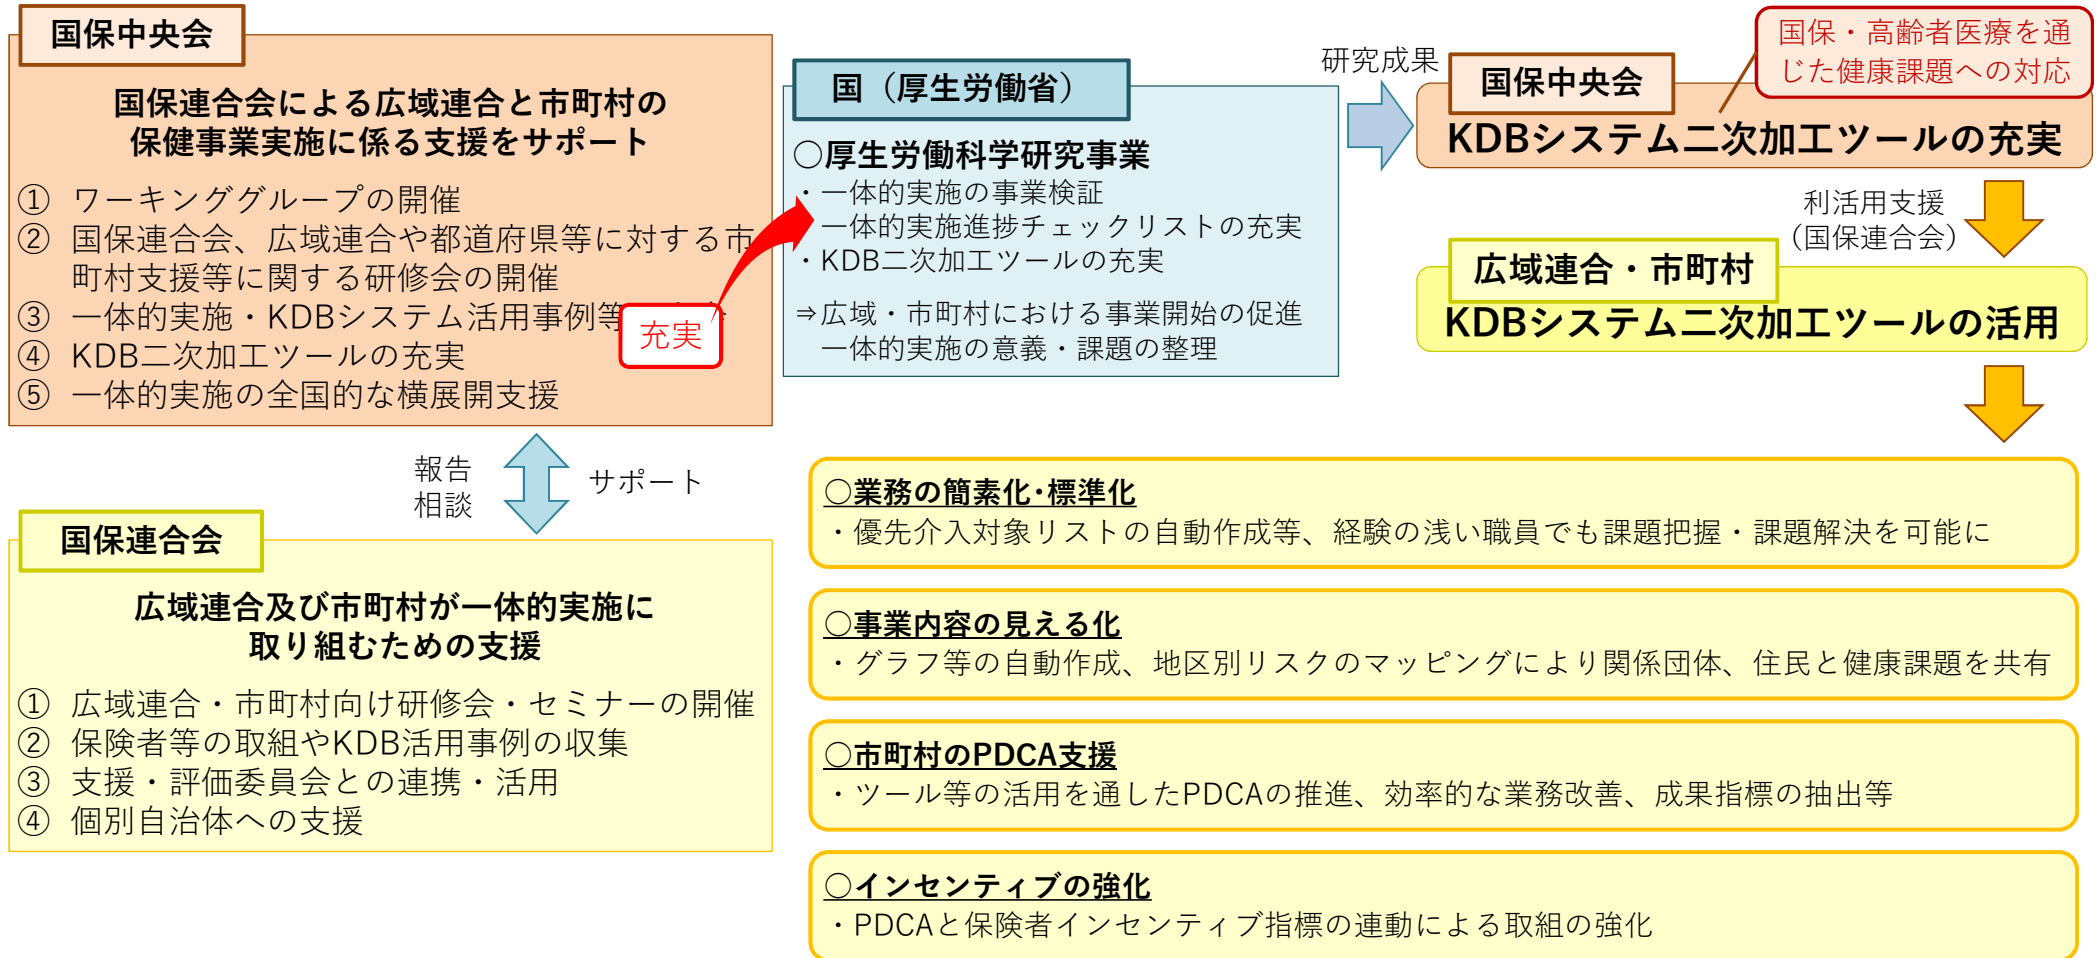 国保中央会
国保連合会による広域連合と市町村の
保健事業実施に係る支援をサポート
① ワーキンググループの開催
② 国保連合会、広域連合や都道府県等に対する市
町村支援等に関する研修会の開催
③ 一体的実施・KDBシステム活用事例等
④ KDB二次加工ツールの充実
⑤ 一体的実施の全国的な横展開支援
充実
報告
相談
サポート
国保連合会
広域連合及び市町村が一体的実施に
取り組むための支援
① 広域連合・市町村向け研修会・セミナーの開催
② 保険者等の取組やKDB活用事例の収集
③ 支援・評価委員会との連携・活用
④ 個別自治体への支援
国（厚生労働省）
○厚生労働科学研究事業
・一体的実施の事業検証
一体的実施進捗チェックリストの充実
・KDB二次加工ツールの充実
⇒広域・市町村における事業開始の促進
一体的実施の意義・課題の整理
研究成果
国保中央会
国保・高齢者医療を通
じた健康課題への対応
KDBシステム二次加工ツールの充実
利活用支援
（国保連合会）
広域連合・市町村
KDBシステム二次加工ツールの活用
○業務の簡素化・標準化
・優先介入対象リストの自動作成等、経験の浅い職員でも課題把握・課題解決を可能に
○事業内容の見える化
・グラフ等の自動作成、地区別リスクのマッピングにより関係団体、住民と健康課題を共有
○市町村のPDCA支援
・ツール等の活用を通したPDCAの推進、効率的な業務改善、成果指標の抽出等
○インセンティブの強化
・PDCAと保険者インセンティブ指標の連動による取組の強化